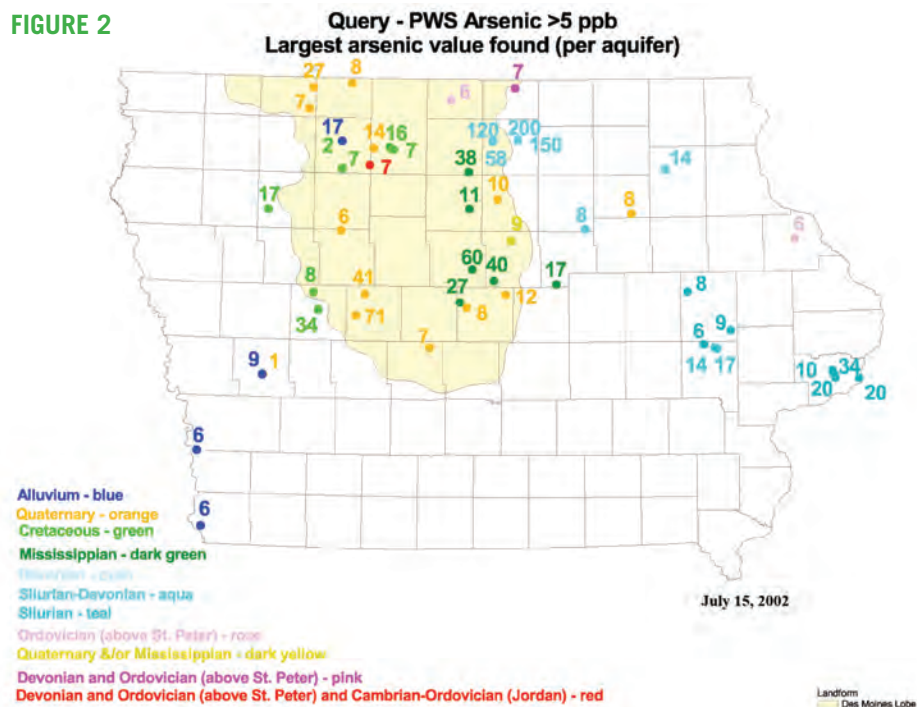 FIGURE 2
Query - PWS Arsenic >5 ppb
Largest arsenic value found (per aquifer)
27 8 7
7 6
17 14 16 120 200
2 7 7 7 38 58 150 14
17 11 10 8
6 9 8 6
60 40
8 41 27 12 17 8
34 71 8 9
7 6
9 1 14 17 10 34
20 20
6
6
Alluvium - blue
Quaternary - orange
Cretaceous - green
Mississippian - dark green
Silurian-Devonian - aqua
Silurian - teal
Ordovician (above St. Peter) - rose
Quaternary &/or Mississippian - dark yellow
Devonian and Ordovician (above St. Peter) - pink
Devonian and Ordovician (above St. Peter) and Cambrian-Ordovician (Jordan) - red
July 15, 2002
Landform
Des Moines Lobe